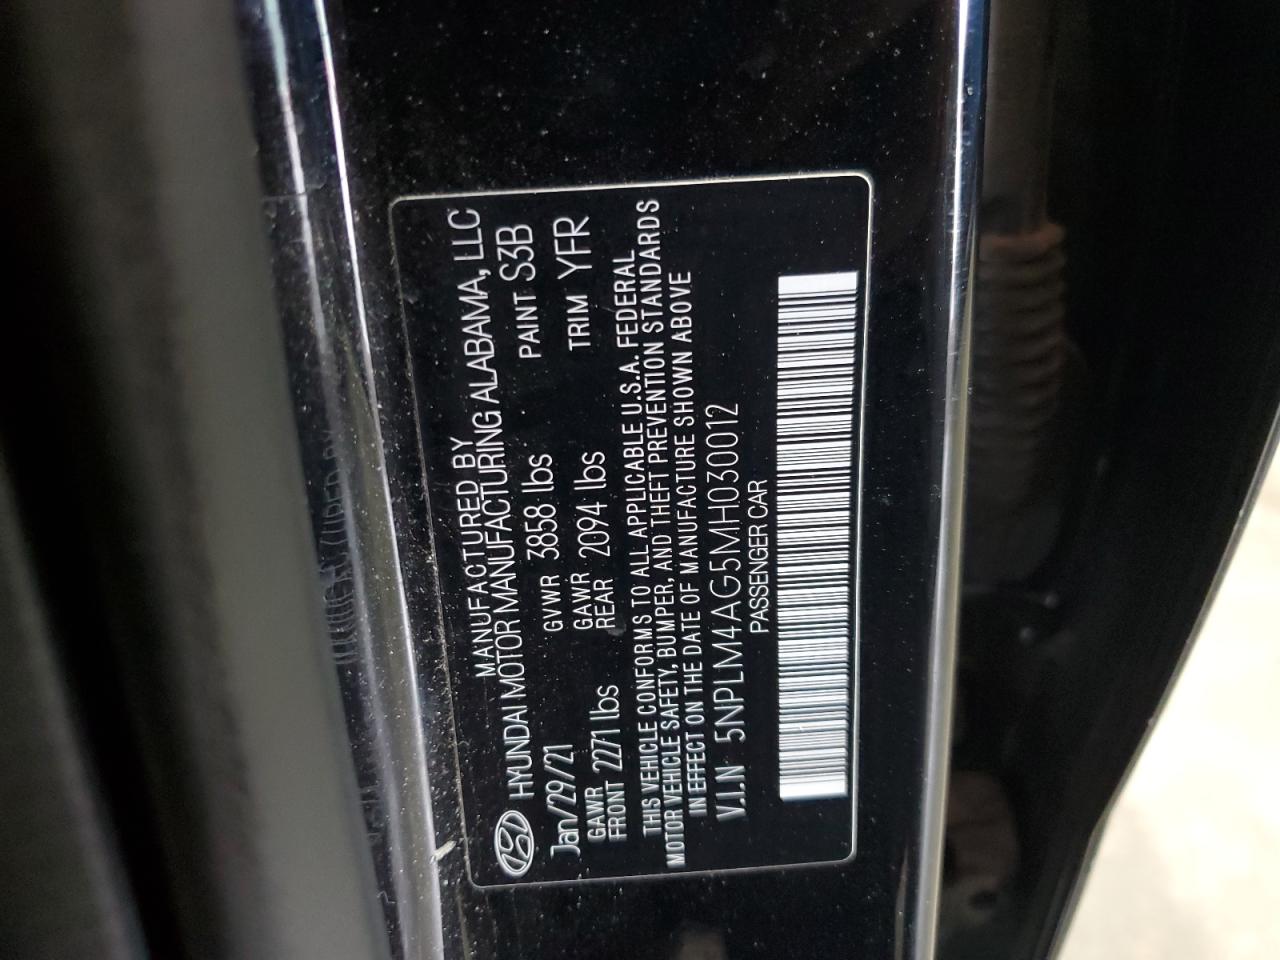 MANUFACTURED BY
HYUNDAI MOTOR MANUFACTURING ALABAMA, LLC
Jan/29/21 GVWR 3858 lbs PAINT S3B
GAWR FRONT 2271 lbs GAWR REAR 2094 lbs TRIM YFR
THIS VEHICLE CONFORMS TO ALL APPLICABLE U.S.A. FEDERAL
MOTOR VEHICLE SAFETY, BUMPER, AND THEFT PREVENTION STANDARDS
IN EFFECT ON THE DATE OF MANUFACTURE SHOWN ABOVE
V.I.N 5NPLM4AG5MH030012
PASSENGER CAR